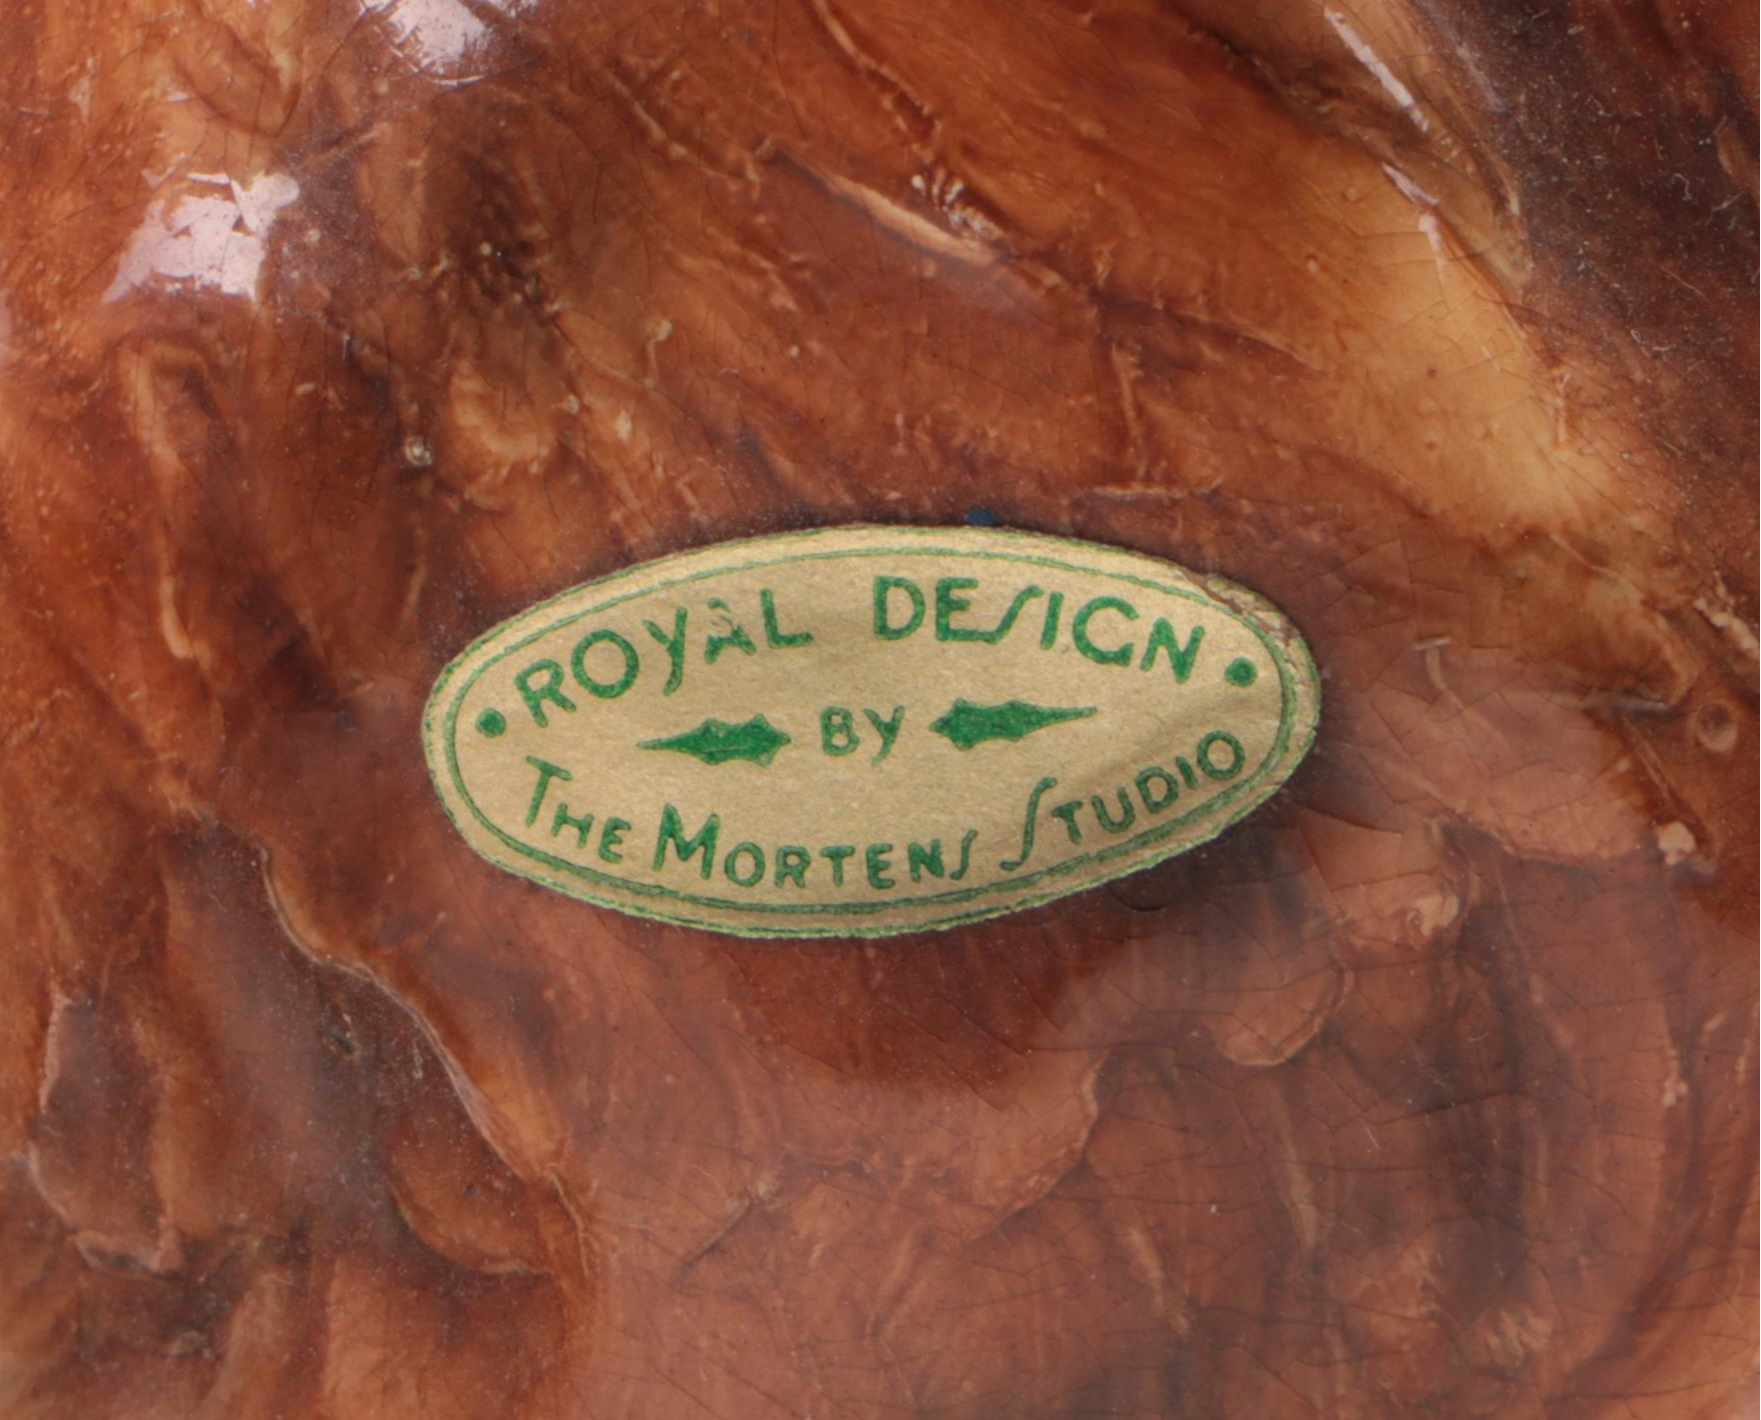 • ROYAL DESIGN •
BY
THE MORTENS STUDIO